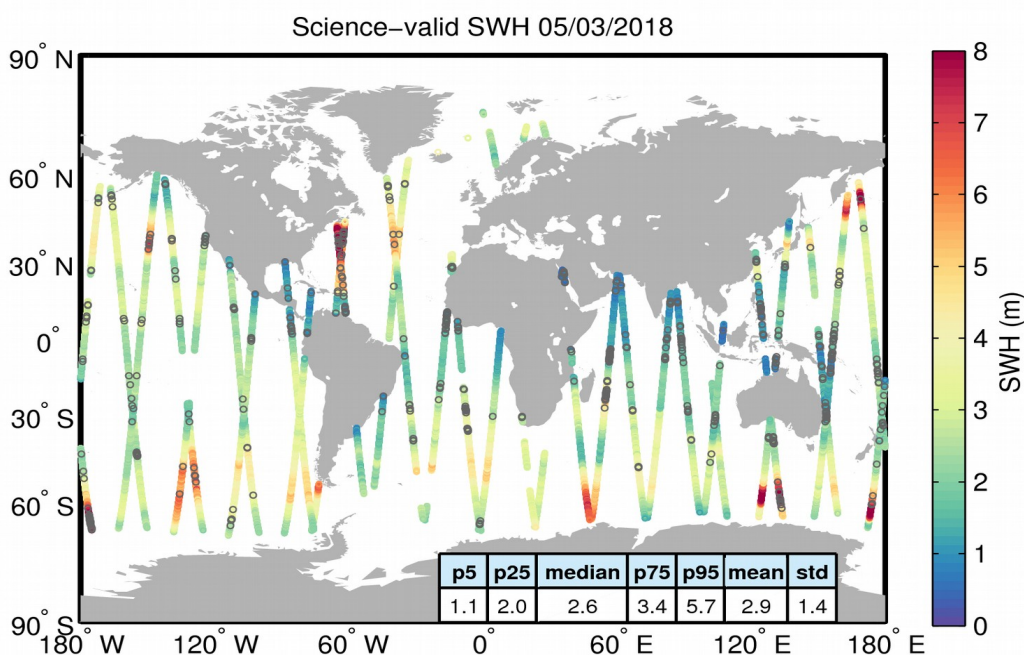 Science−valid SWH 05/03/2018
90° N
60° N
30° N
0°
30° S
60° S
90° S
180° W
120° W
60° W
0°
60° E
120° E
180° E
p5 p25 median p75 p95 mean std
1.1 2.0 2.6 3.4 5.7 2.9 1.4
8
7
6
5
4
3
2
1
0
SWH (m)